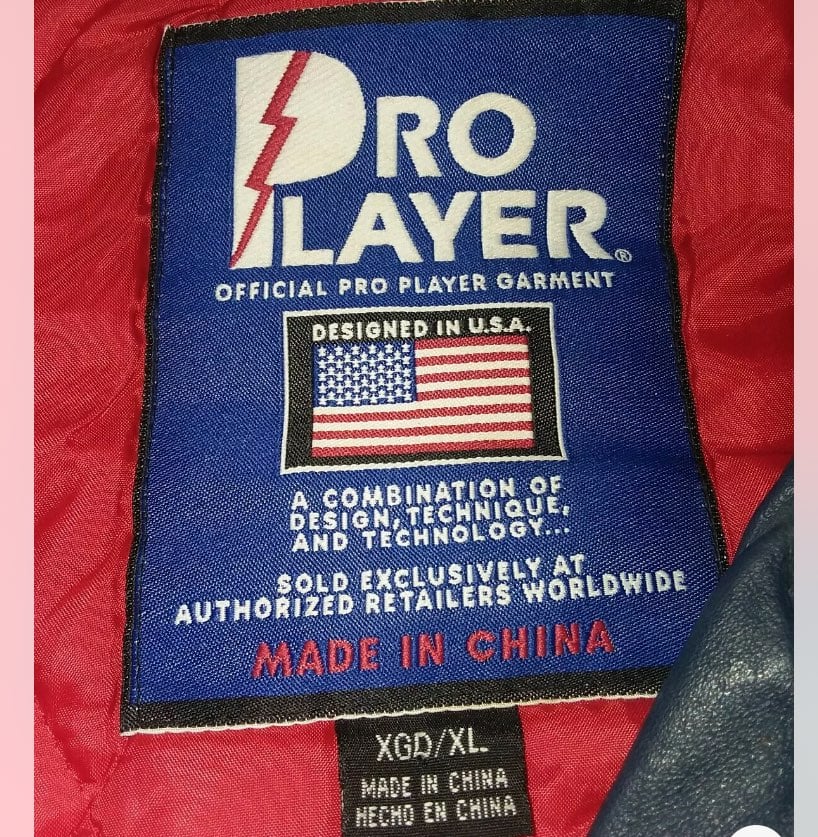 PRO
PLAYER®
OFFICIAL PRO PLAYER GARMENT
DESIGNED IN U.S.A.
A COMBINATION OF
DESIGN, TECHNIQUE,
AND TECHNOLOGY...
SOLD EXCLUSIVELY AT
AUTHORIZED RETAILERS WORLDWIDE
MADE IN CHINA
XGD/XL
MADE IN CHINA
HECHO EN CHINA